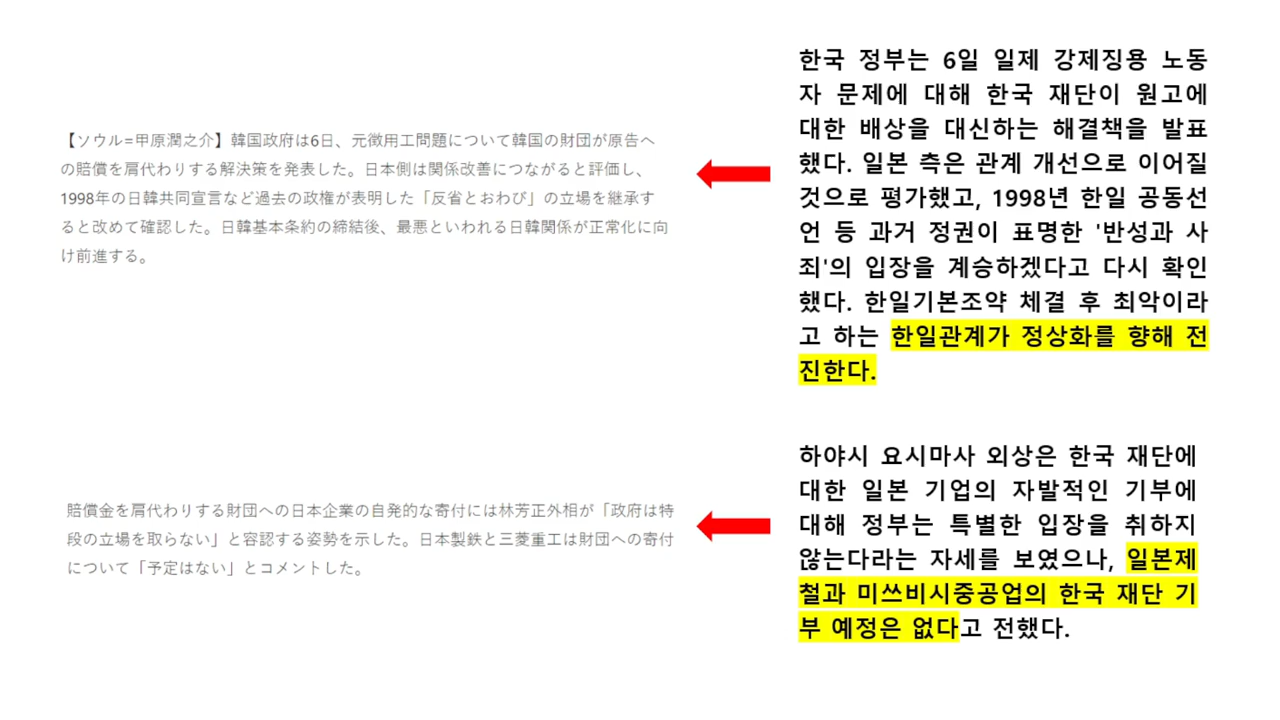 【ソウル=甲原潤之介】韓国政府は6日、元徴用工問題について韓国の財団が原告へ
の賠償を肩代わりする解決策を発表した。日本側は関係改善につながると評価し、
1998年の日韓共同宣言など過去の政権が表明した「反省とおわび」の立場を継承す
ると改めて確認した。日韓基本条約の締結後、最悪といわれる日韓関係が正常化に向
け前進する。
한국 정부는 6일 일제 강제징용 노동
자 문제에 대해 한국 재단이 원고에
대한 배상을 대신하는 해결책을 발표
했다. 일본 측은 관계 개선으로 이어질
것으로 평가했고, 1998년 한일 공동선
언 등 과거 정권이 표명한 '반성과 사
죄'의 입장을 계승하겠다고 다시 확인
했다. 한일기본조약 체결 후 최악이라
고 하는 한일관계가 정상화를 향해 전
진한다.
賠償金を肩代わりする財団への日本企業の自発的な寄付には林芳正外相が「政府は特
段の立場を取らない」と容認する姿勢を示した。日本製鉄と三菱重工は財団への寄付
について「予定はない」とコメントした。
하야시 요시마사 외상은 한국 재단에
대한 일본 기업의 자발적인 기부에
대해 정부는 특별한 입장을 취하지
않는다라는 자세를 보였으나, 일본제
철과 미쓰비시중공업의 한국 재단 기
부 예정은 없다고 전했다.